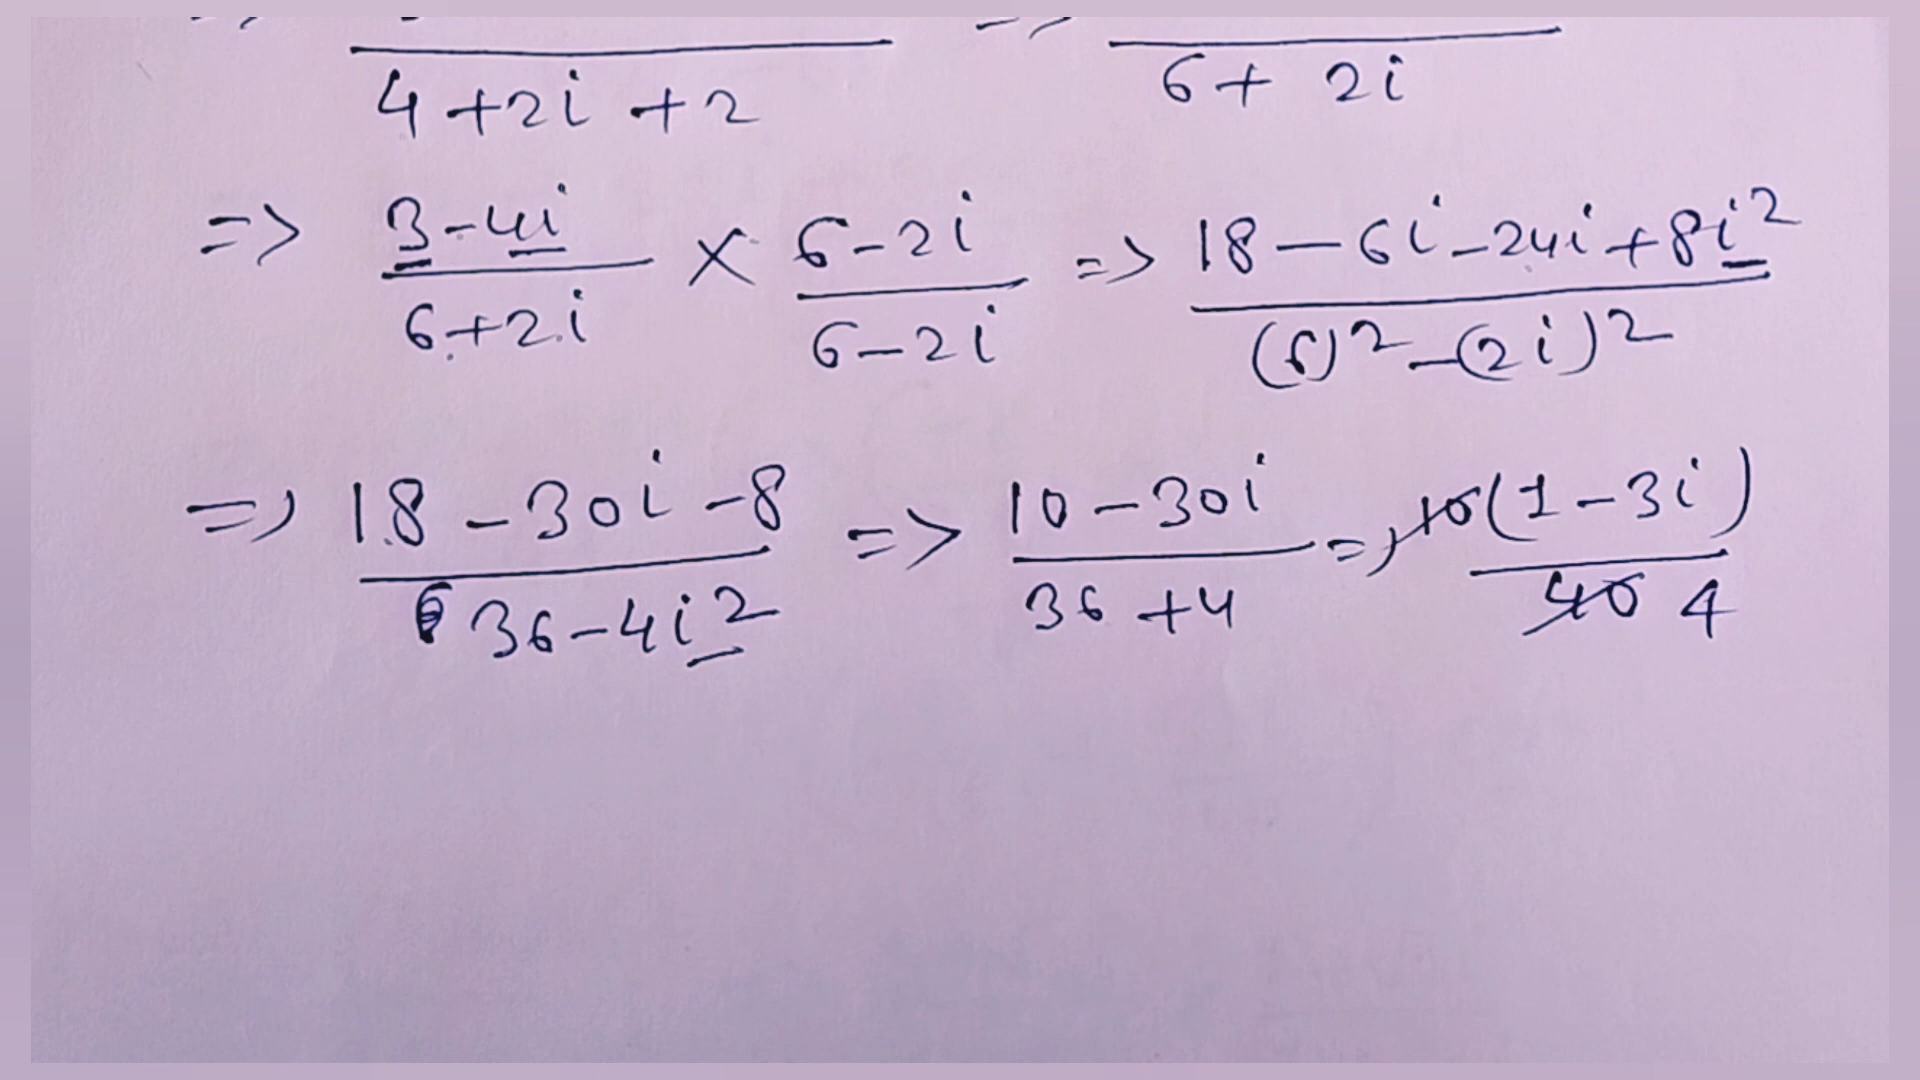 4 + 2i + 2 6 + 2i
=> 3 - 4i / 6 + 2i × 6 - 2i / 6 - 2i => 18 - 6i - 24i + 8i² / (6)² - (2i)²
=> 18 - 30i - 8 / 36 - 4i² => 10 - 30i / 36 + 4 => 10(1 - 3i) / 40 4